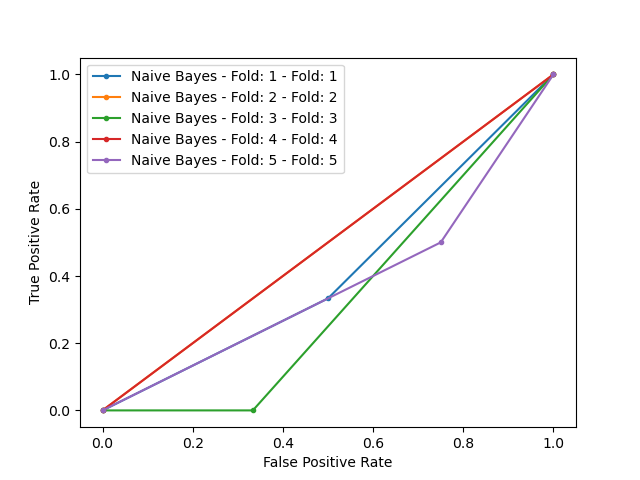 Naive Bayes - Fold: 1 - Fold: 1
Naive Bayes - Fold: 2 - Fold: 2
Naive Bayes - Fold: 3 - Fold: 3
Naive Bayes - Fold: 4 - Fold: 4
Naive Bayes - Fold: 5 - Fold: 5
True Positive Rate
1.0
0.8
0.6
0.4
0.2
0.0
0.0 0.2 0.4 0.6 0.8 1.0
False Positive Rate